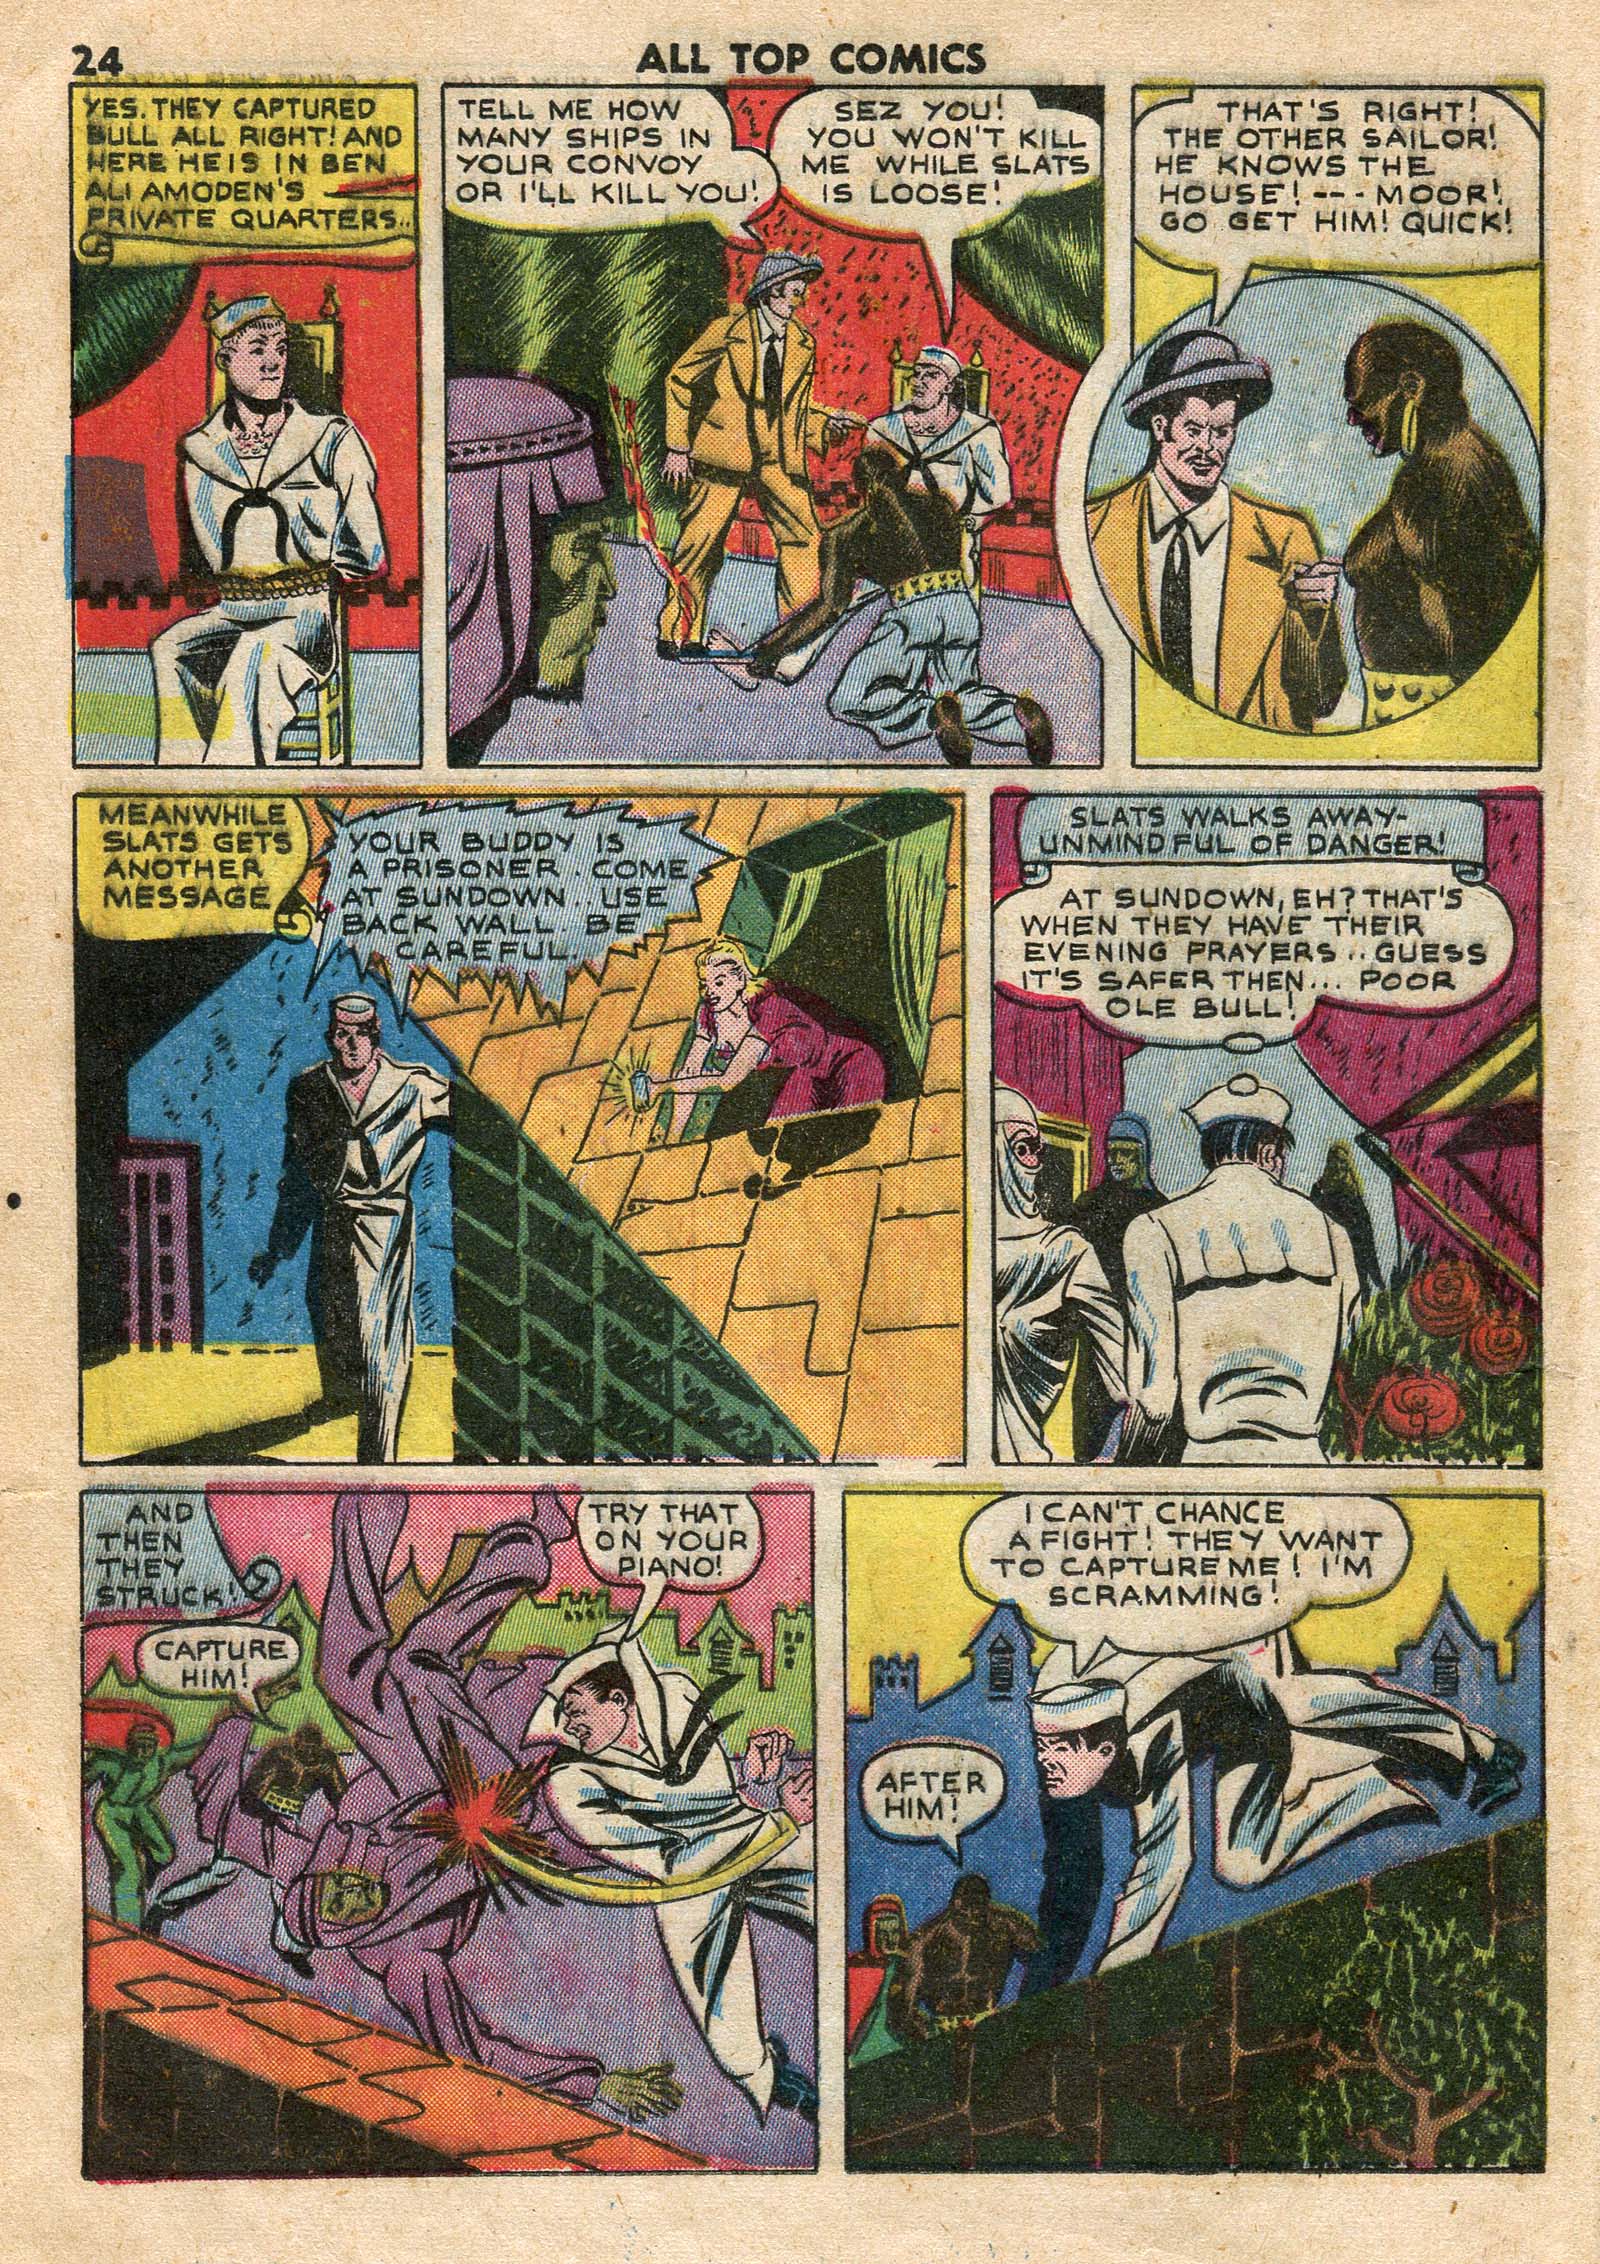 24
ALL TOP COMICS
YES. THEY CAPTURED
BULL ALL RIGHT! AND
HERE HE IS IN BEN
ALI AMODEN'S
PRIVATE QUARTERS..
TELL ME HOW
MANY SHIPS IN
YOUR CONVOY
OR I'LL KILL YOU!
SEZ YOU!
YOU WON'T KILL
ME WHILE SLATS
IS LOOSE!
THAT'S RIGHT!
THE OTHER SAILOR!
HE KNOWS THE
HOUSE! --- MOOR!
GO GET HIM! QUICK!
MEANWHILE
SLATS GETS
ANOTHER
MESSAGE
YOUR BUDDY IS
A PRISONER. COME
AT SUNDOWN.. USE
BACK WALL. BE
CAREFUL.
SLATS WALKS AWAY-
UNMINDFUL OF DANGER!
AT SUNDOWN, EH? THAT'S
WHEN THEY HAVE THEIR
EVENING PRAYERS.. GUESS
IT'S SAFER THEN... POOR
OLE BULL!
AND
THEN
THEY
STRUCK!
CAPTURE
HIM!
TRY THAT
ON YOUR
PIANO!
I CAN'T CHANCE
A FIGHT! THEY WANT
TO CAPTURE ME! I'M
SCRAMMING!
AFTER
HIM!